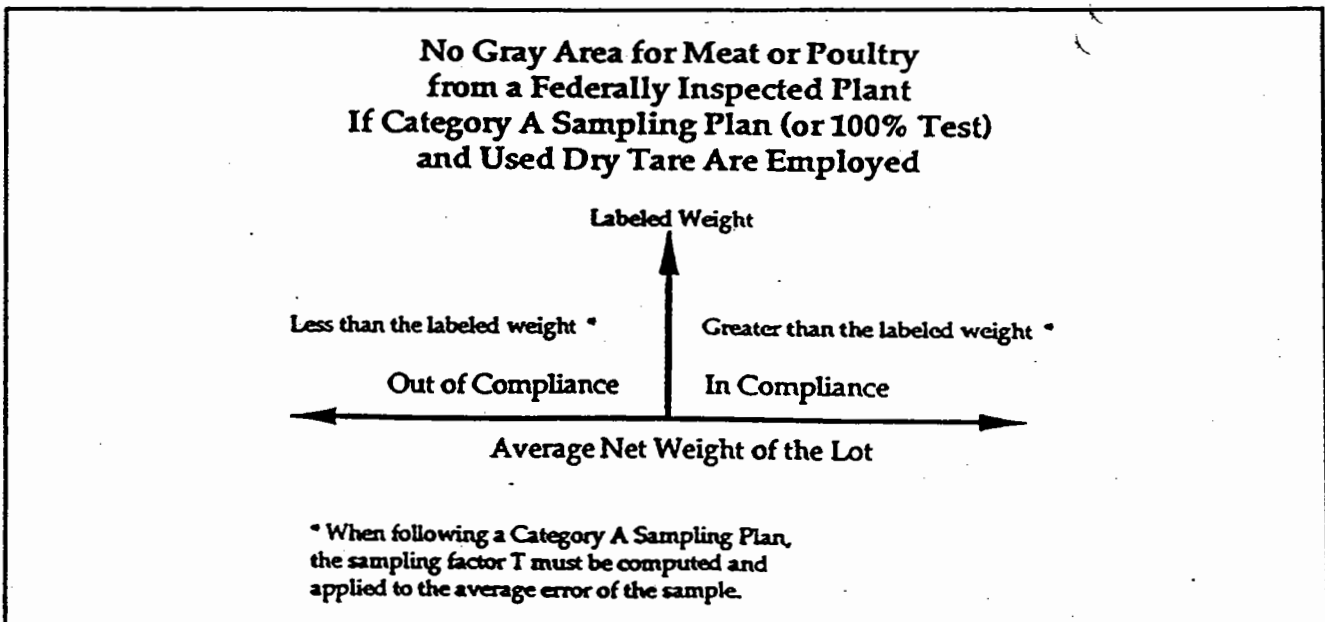 No Gray Area for Meat or Poultry
from a Federally Inspected Plant
If Category A Sampling Plan (or 100% Test)
and Used Dry Tare Are Employed
Labeled Weight
Less than the labeled weight *
Greater than the labeled weight *
Out of Compliance
In Compliance
Average Net Weight of the Lot
* When following a Category A Sampling Plan,
the sampling factor T must be computed and
applied to the average error of the sample.